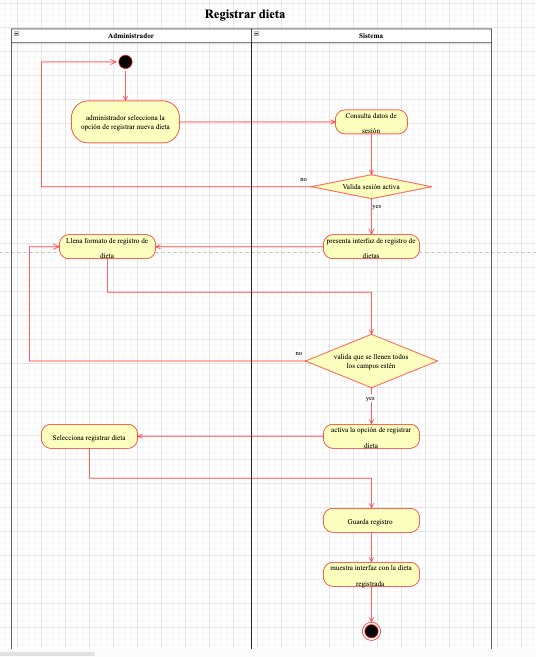 Registrar dieta
Administrador
Sistema
administrador selecciona la
opción de registrar nueva dieta
Consulta datos de
sesión
no
Valida sesión activa
yes
Llena formato de registro de
dieta
presenta interfaz de registro de
dietas
no
valida que se llenen todos
los campos estén
yes
Selecciona registrar dieta
activa la opción de registrar
dieta
Guarda registro
muestra interfaz con la dieta
registrada